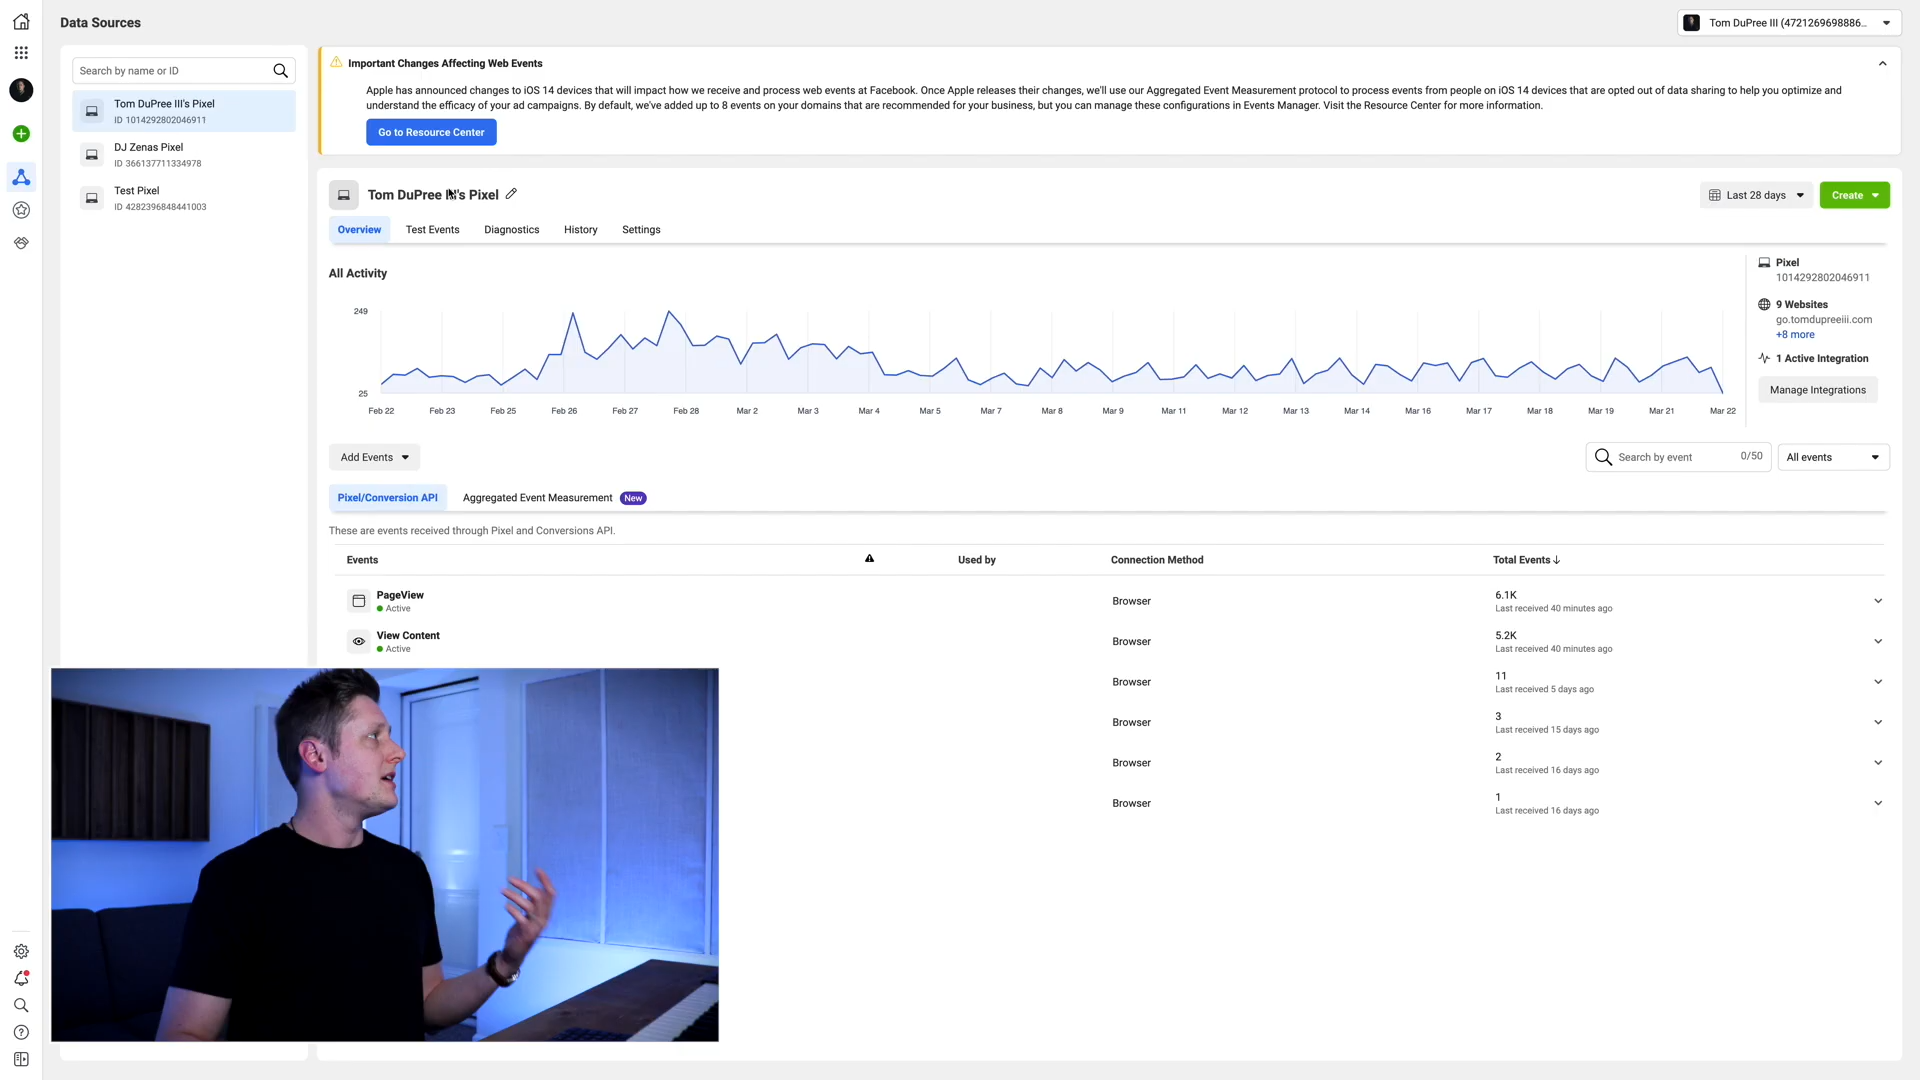 Data Sources
Tom DuPree III (4721269698886...
Search by name or ID
Tom DuPree III's Pixel
ID 1014292802046911
DJ Zenas Pixel
ID 366137711334978
Test Pixel
ID 4282396848441003
Important Changes Affecting Web Events
Apple has announced changes to iOS 14 devices that will impact how we receive and process web events at Facebook. Once Apple releases their changes, we'll use our Aggregated Event Measurement protocol to process events from people on iOS 14 devices that are opted out of data sharing to help you optimize and
understand the efficacy of your ad campaigns. By default, we've added up to 8 events on your domains that are recommended for your business, but you can manage these configurations in Events Manager. Visit the Resource Center for more information.
Go to Resource Center
Tom DuPree III's Pixel
Last 28 days
Create
Overview
Test Events
Diagnostics
History
Settings
All Activity
249
25
Feb 22 Feb 23 Feb 25 Feb 26 Feb 27 Feb 28 Mar 2 Mar 3 Mar 4 Mar 5 Mar 7 Mar 8 Mar 9 Mar 11 Mar 12 Mar 13 Mar 14 Mar 16 Mar 17 Mar 18 Mar 19 Mar 21 Mar 22
Pixel
1014292802046911
9 Websites
go.tomdupreeiii.com
+8 more
1 Active Integration
Manage Integrations
Add Events
Search by event 0/50
All events
Pixel/Conversion API
Aggregated Event Measurement New
These are events received through Pixel and Conversions API.
Events Used by Connection Method Total Events
PageView
Active
Browser
6.1K
Last received 40 minutes ago
View Content
Active
Browser
5.2K
Last received 40 minutes ago
Browser
11
Last received 5 days ago
Browser
3
Last received 15 days ago
Browser
2
Last received 16 days ago
Browser
1
Last received 16 days ago